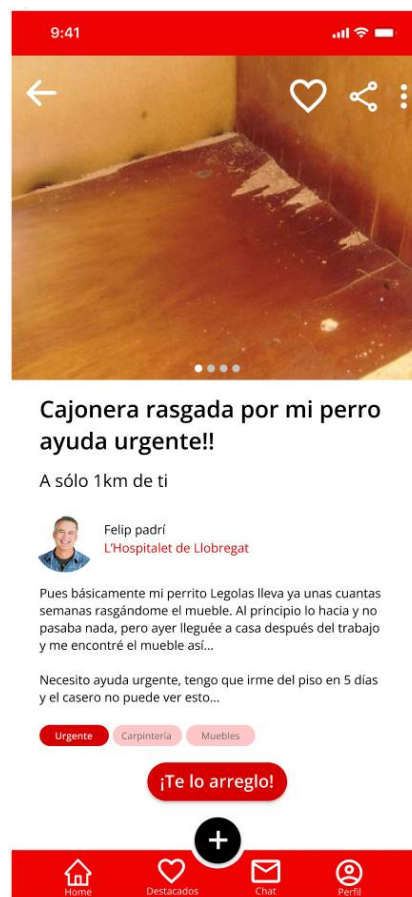 9:41
Cajonera rasgada por mi perro
ayuda urgente!!
A sólo 1km de ti
Felip padrí
L'Hospitalet de Llobregat
Pues básicamente mi perrito Legolas lleva ya unas cuantas
semanas rasgándome el mueble. Al principio lo hacia y no
pasaba nada, pero ayer lleguée a casa después del trabajo
y me encontré el mueble así...
Necesito ayuda urgente, tengo que irme del piso en 5 días
y el casero no puede ver esto...
Urgente Carpintería Muebles
¡Te lo arreglo!
Home Destacados Chat Perfil